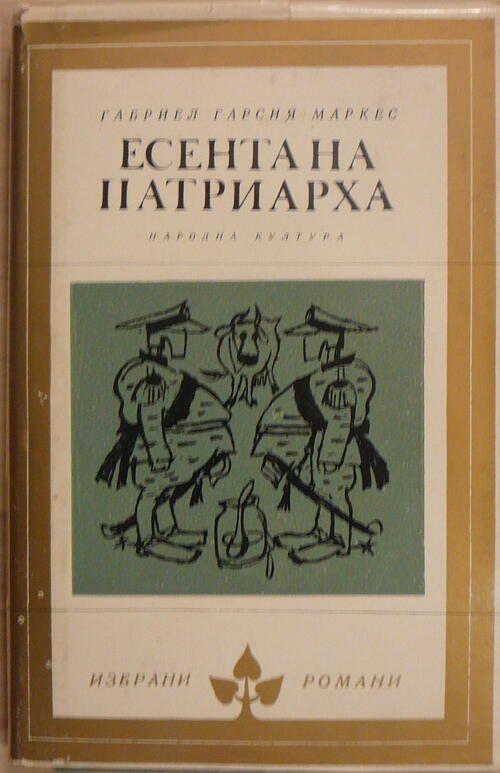 ГАБРИЕЛ ГАРСИЯ МАРКЕС
ЕСЕНТА НА
ПАТРИАРХА
НАРОДНА КУЛТУРА
ИЗБРАНИ РОМАНИ